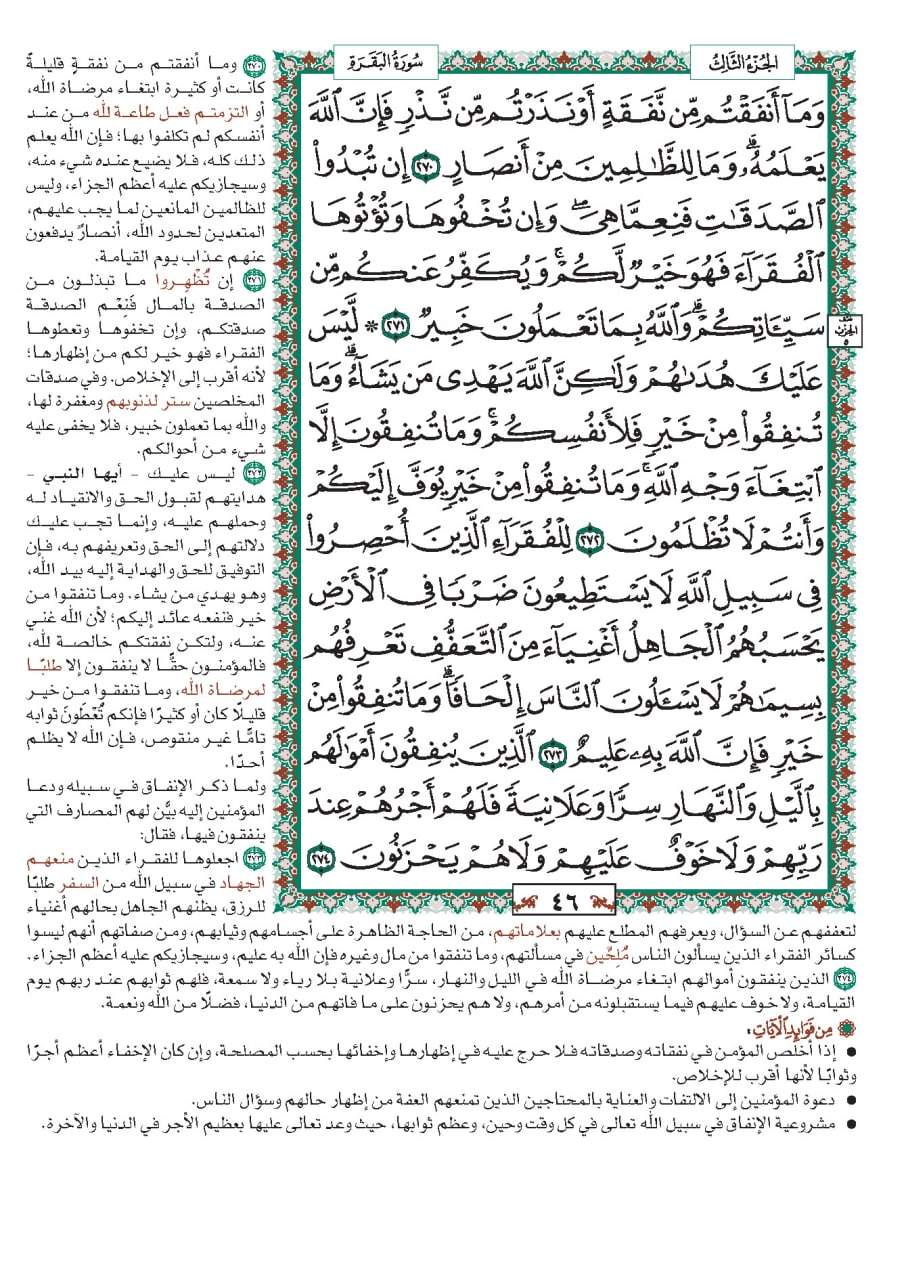 الجُزءُ الثَّالِثُ
سُورَةُ البَقَرَةِ
وَمَآ أَنفَقْتُم مِّن نَّفَقَةٍ أَوْ نَذَرْتُم مِّن نَّذْرٍ فَإِنَّ ٱللَّهَ
يَعْلَمُهُۥۗ وَمَا لِلظَّٰلِمِينَ مِنْ أَنصَارٍ ٢٧٠ إِن تُبْدُوا۟
ٱلصَّدَقَٰتِ فَنِعِمَّا هِىَۖ وَإِن تُخْفُوهَا وَتُؤْتُوهَا
ٱلْفُقَرَآءَ فَهُوَ خَيْرٌ لَّكُمْۚ وَيُكَفِّرُ عَنكُم مِّن
سَيِّـَٔاتِكُمْۗ وَٱللَّهُ بِمَا تَعْمَلُونَ خَبِيرٌ ٢٧١ * لَّيْسَ
عَلَيْكَ هُدَىٰهُمْ وَلَٰكِنَّ ٱللَّهَ يَهْدِى مَن يَشَآءُۗ وَمَا
تُنفِقُوا۟ مِنْ خَيْرٍ فَلِأَنفُسِكُمْۚ وَمَا تُنفِقُونَ إِلَّا
ٱبْتِغَآءَ وَجْهِ ٱللَّهِۚ وَمَا تُنفِقُوا۟ مِنْ خَيْرٍ يُوَفَّ إِلَيْكُمْ
وَأَنتُمْ لَا تُظْلَمُونَ ٢٧٢ لِلْفُقَرَآءِ ٱلَّذِينَ أُحْصِرُوا۟
فِى سَبِيلِ ٱللَّهِ لَا يَسْتَطِيعُونَ ضَرْبًا فِى ٱلْأَرْضِ
يَحْسَبُهُمُ ٱلْجَاهِلُ أَغْنِيَآءَ مِنَ ٱلتَّعَفُّفِ تَعْرِفُهُم
بِسِيمَٰهُمْ لَا يَسْـَٔلُونَ ٱلنَّاسَ إِلْحَافًاۗ وَمَا تُنفِقُوا۟ مِنْ
خَيْرٍ فَإِنَّ ٱللَّهَ بِهِۦ عَلِيمٌ ٢٧٣ ٱلَّذِينَ يُنفِقُونَ أَمْوَٰلَهُم
بِٱلَّيْلِ وَٱلنَّهَارِ سِرًّا وَعَلَانِيَةً فَلَهُمْ أَجْرُهُمْ عِندَ
رَبِّهِمْ وَلَا خَوْفٌ عَلَيْهِمْ وَلَا هُمْ يَحْزَنُونَ ٢٧٤
٤٦
٢٧٠ وما أنفقتم من نفقةٍ قليلةً
كانت أو كثيرة ابتغاء مرضاة الله،
أو التزمتم فعل طاعة لله من عند
أنفسكم لم تكلفوا بها؛ فإن الله يعلم
ذلك كله، فلا يضيع عنده شيء منه،
وسيجازيكم عليه أعظم الجزاء، وليس
للظالمين المانعين لما يجب عليهم،
المتعدين لحدود الله، أنصارٌ يدفعون
عنهم عذاب يوم القيامة.
٢٧١ إن تُظْهِروا ما تبذلون من
الصدقة بالمال فَنِعْم الصدقة
صدقتكم، وإن تخفوها وتعطوها
الفقراء فهو خير لكم من إظهارها؛
لأنه أقرب إلى الإخلاص. وفي صدقات
المخلصين ستر لذنوبهم ومغفرة لها،
والله بما تعملون خبير، فلا يخفى عليه
شيء من أحوالكم.
٢٧٢ ليس عليك - أيها النبي -
هدايتهم لقبول الحق والانقياد له
وحملهم عليه، وإنما تجب عليك
دلالتهم إلى الحق وتعريفهم به، فإن
التوفيق للحق والهداية إليه بيد الله،
وهو يهدي من يشاء. وما تنفقوا من
خير فنفعه عائد إليكم؛ لأن الله غني
عنه، ولتكن نفقتكم خالصة لله،
فالمؤمنون حقًّا لا ينفقون إلا طلبًا
لمرضاة الله، وما تنفقوا من خير
قليلًا كان أو كثيرًا فإنكم تُعْطَونَ ثوابه
تامًّا غير منقوص، فإن الله لا يظلم
أحدًا.
ولما ذكر الإنفاق في سبيله ودعا
المؤمنين إليه بيَّن لهم المصارف التي
ينفقون فيها، فقال:
٢٧٣ اجعلوها للفقراء الذين منعهم
الجهاد في سبيل الله من السفر طلبًا
للرزق، يظنهم الجاهل بحالهم أغنياء
لتعففهم عن السؤال، ويعرفهم المطلع عليهم بعلاماتهم، من الحاجة الظاهرة على أجسامهم وثيابهم، ومن صفاتهم أنهم ليسوا
كسائر الفقراء الذين يسألون الناس مُلِحِّين في مسألتهم، وما تنفقوا من مال وغيره فإن الله به عليم، وسيجازيكم عليه أعظم الجزاء.
٢٧٤ الذين ينفقون أموالهم ابتغاء مرضاة الله في الليل والنهار، سرًّا وعلانية بلا رياء ولا سمعة، فلهم ثوابهم عند ربهم يوم
القيامة، ولا خوف عليهم فيما يستقبلونه من أمرهم، ولا هم يحزنون على ما فاتهم من الدنيا، فضلًا من الله ونعمة.
مِن فَوَائِدِ الآيَاتِ:
● إذا أخلص المؤمن في نفقاته وصدقاته فلا حرج عليه في إظهارها وإخفائها بحسب المصلحة، وإن كان الإخفاء أعظم أجرًا
وثوابًا لأنها أقرب للإخلاص.
● دعوة المؤمنين إلى الالتفات والعناية بالمحتاجين الذين تمنعهم العفة من إظهار حالهم وسؤال الناس.
● مشروعية الإنفاق في سبيل الله تعالى في كل وقت وحين، وعظم ثوابها، حيث وعد تعالى عليها بعظيم الأجر في الدنيا والآخرة.